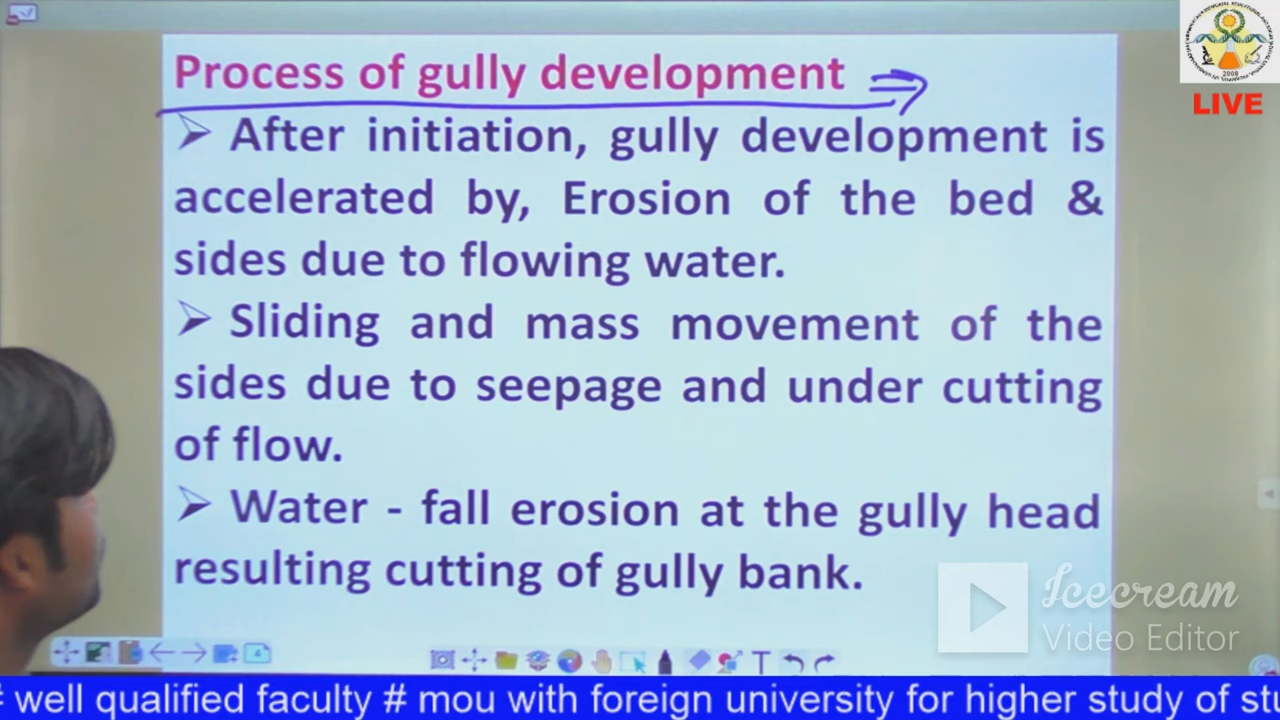 Process of gully development
➢ After initiation, gully development is
accelerated by, Erosion of the bed &
sides due to flowing water.
➢ Sliding and mass movement of the
sides due to seepage and under cutting
of flow.
➢ Water - fall erosion at the gully head
resulting cutting of gully bank.
2008
LIVE
Icecream
Video Editor
4
T
# well qualified faculty # mou with foreign university for higher study of stu